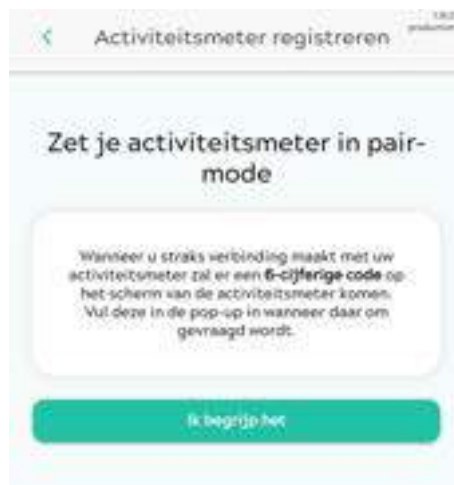 Activiteitsmeter registreren
Zet je activiteitsmeter in pair-
mode
Wanneer u straks verbinding maakt met uw
activiteitsmeter zal er een 6-cijferige code op
het scherm van de activiteitsmeter komen.
Vul deze in de pop-up in wanneer daar om
gevraagd wordt.
Ik begrijp het